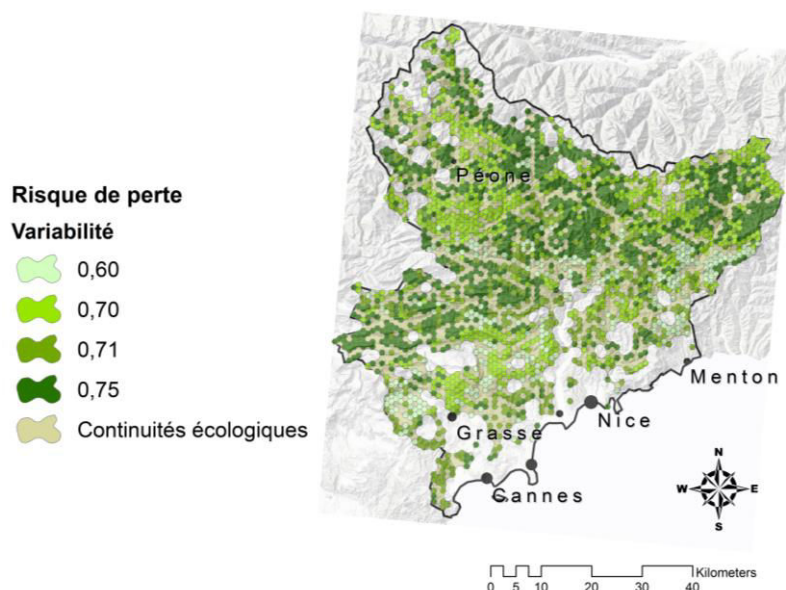 Risque de perte
Variabilité
0,60
0,70
0,71
0,75
Continuités écologiques
Péone
Menton
Nice
Grasse
Cannes
N
W E
S
Kilometers
0 5 10 20 30 40